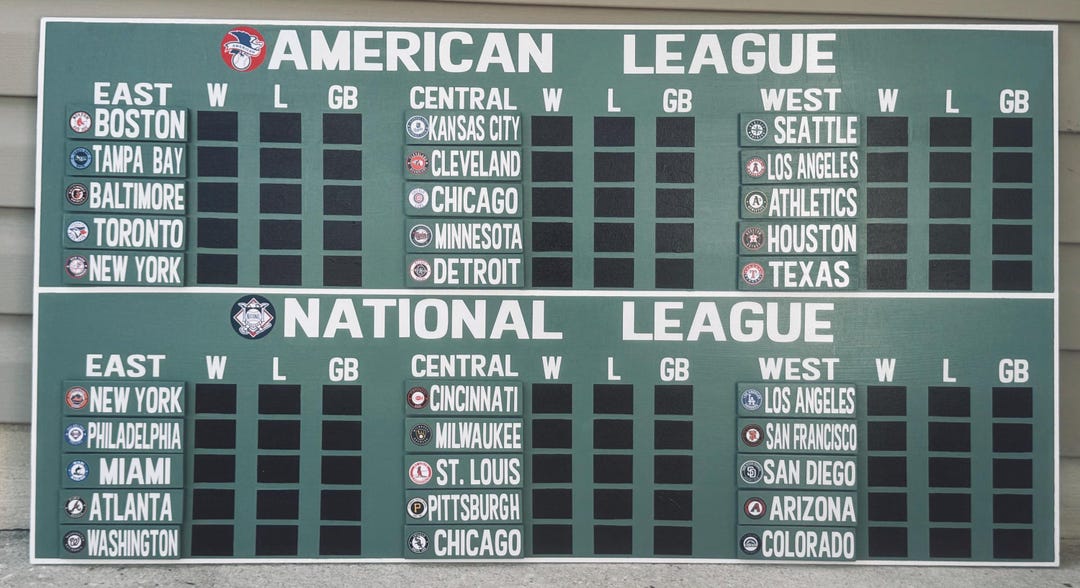 AMERICAN LEAGUE
EAST W L GB CENTRAL W L GB WEST W L GB
BOSTON KANSAS CITY SEATTLE
TAMPA BAY CLEVELAND LOS ANGELES
BALTIMORE CHICAGO ATHLETICS
TORONTO MINNESOTA HOUSTON
NEW YORK DETROIT TEXAS
NATIONAL LEAGUE
EAST W L GB CENTRAL W L GB WEST W L GB
NEW YORK CINCINNATI LOS ANGELES
PHILADELPHIA MILWAUKEE SAN FRANCISCO
MIAMI ST. LOUIS SAN DIEGO
ATLANTA PITTSBURGH ARIZONA
WASHINGTON CHICAGO COLORADO